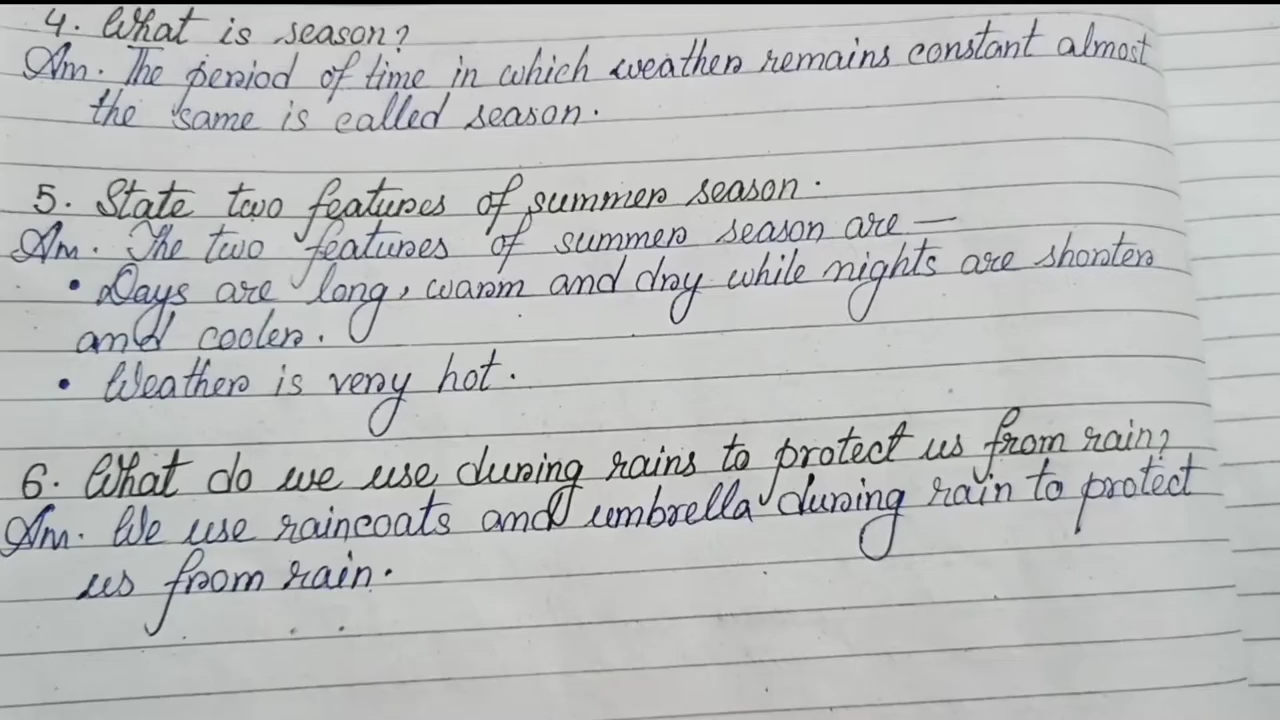 4. What is season?
Ans. The period of time in which weather remains constant almost
the same is called season.
5. State two features of summer season.
Ans. The two features of summer season are —
• Days are long, warm and dry while nights are shorter
and cooler.
• Weather is very hot.
6. What do we use during rains to protect us from rain?
Ans. We use raincoats and umbrella during rain to protect
us from rain.